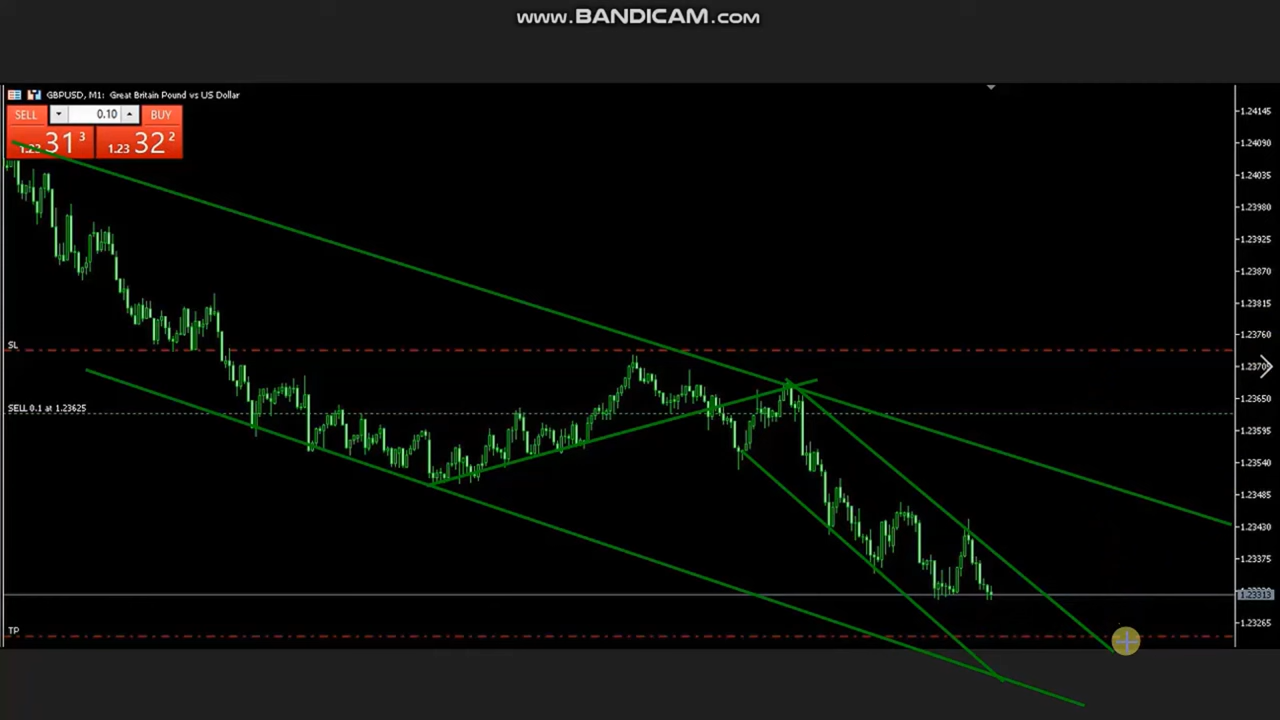 www.BANDICAM.com
GBPUSD, M1: Great Britain Pound vs US Dollar
SELL 0.10 BUY
1.23 31 3 1.23 32 2
1.24145
1.24090
1.24035
1.23980
1.23925
1.23870
1.23815
1.23760
SL
1.23650
SELL 0.1 at 1.23625
1.23595
1.23540
1.23485
1.23430
1.23375
1.23313
1.23265
TP